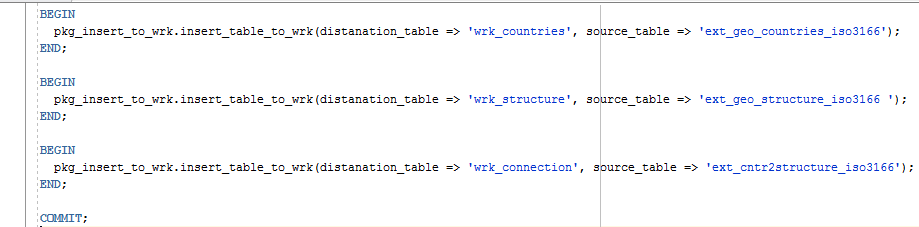 BEGIN
pkg_insert_to_wrk.insert_table_to_wrk(distanation_table => 'wrk_countries', source_table => 'ext_geo_countries_iso3166');
END;
BEGIN
pkg_insert_to_wrk.insert_table_to_wrk(distanation_table => 'wrk_structure', source_table => 'ext_geo_structure_iso3166 ');
END;
BEGIN
pkg_insert_to_wrk.insert_table_to_wrk(distanation_table => 'wrk_connection', source_table => 'ext_cntr2structure_iso3166');
END;
COMMIT;